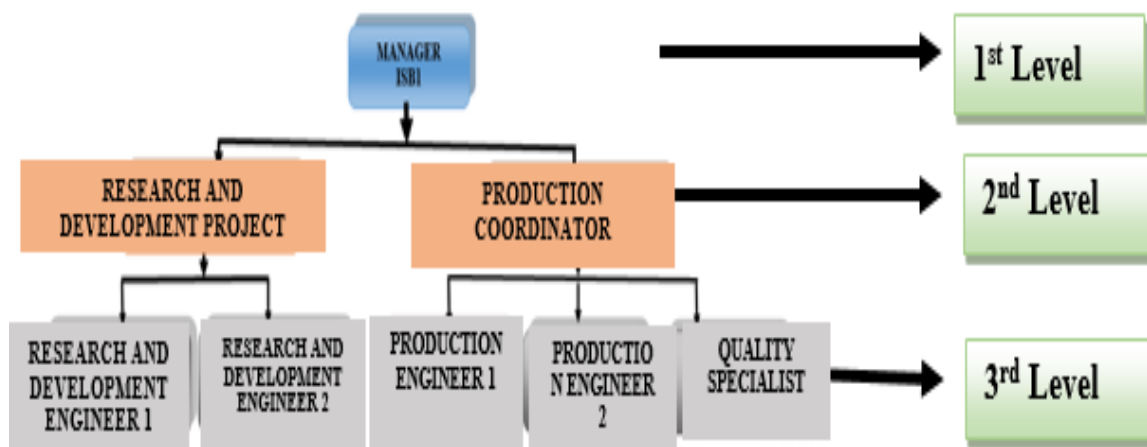 MANAGER
ISB1
1st Level
RESEARCH AND
DEVELOPMENT PROJECT
PRODUCTION
COORDINATOR
2nd Level
RESEARCH AND
DEVELOPMENT
ENGINEER 1
RESEARCH AND
DEVELOPMENT
ENGINEER 2
PRODUCTION
ENGINEER 1
PRODUCTIO
N ENGINEER
2
QUALITY
SPECIALIST
3rd Level